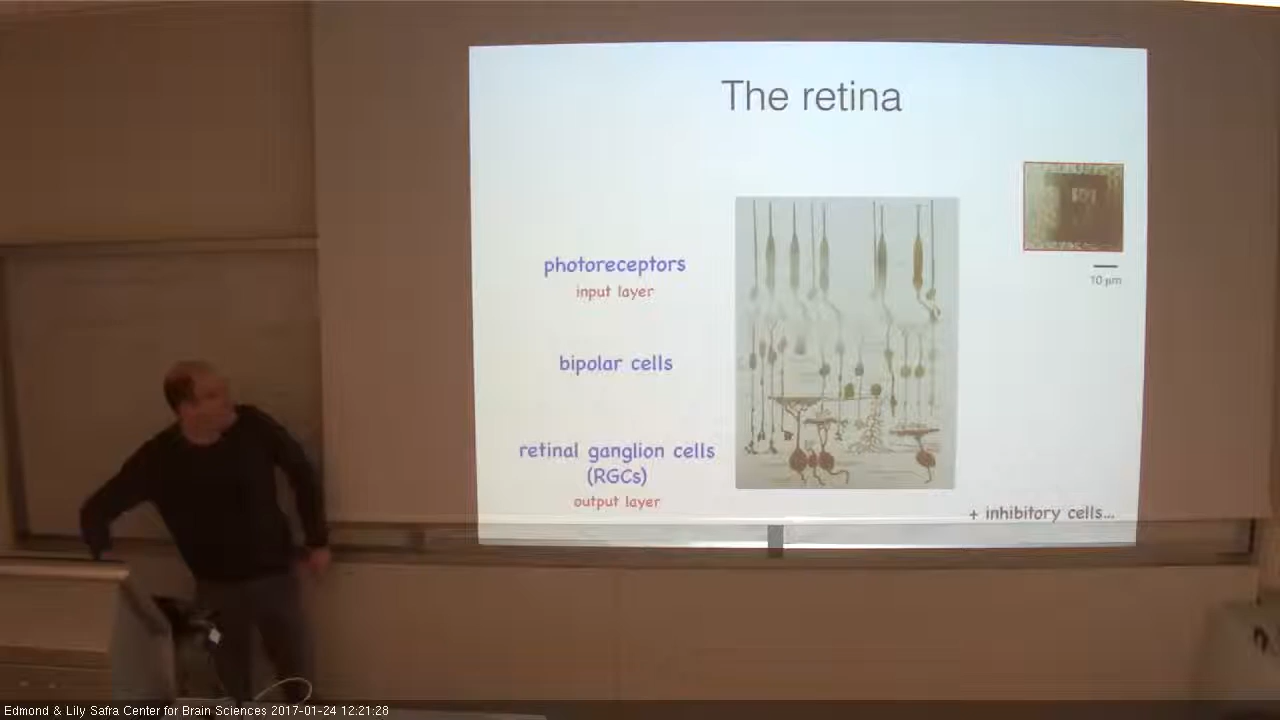 The retina
photoreceptors
input layer
10 µm
bipolar cells
retinal ganglion cells
(RGCs)
output layer
+ inhibitory cells...
Edmond & Lily Safra Center for Brain Sciences 2017-01-24 12:21:28